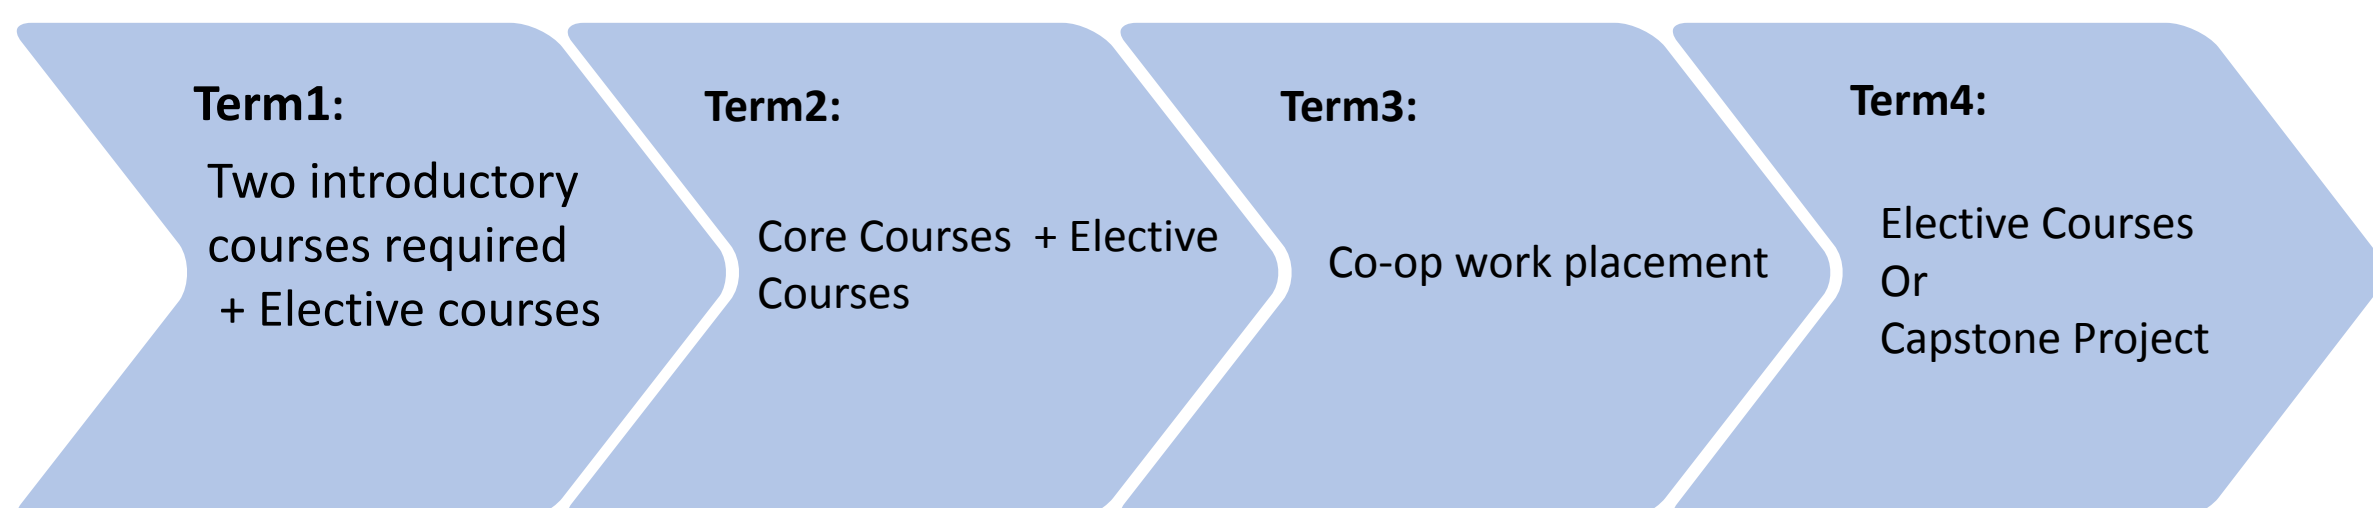 Term1:
Two introductory
courses required
+ Elective courses
Term2:
Core Courses  + Elective
Courses
Term3:
Co-op work placement
Term4:
Elective Courses
Or
Capstone Project